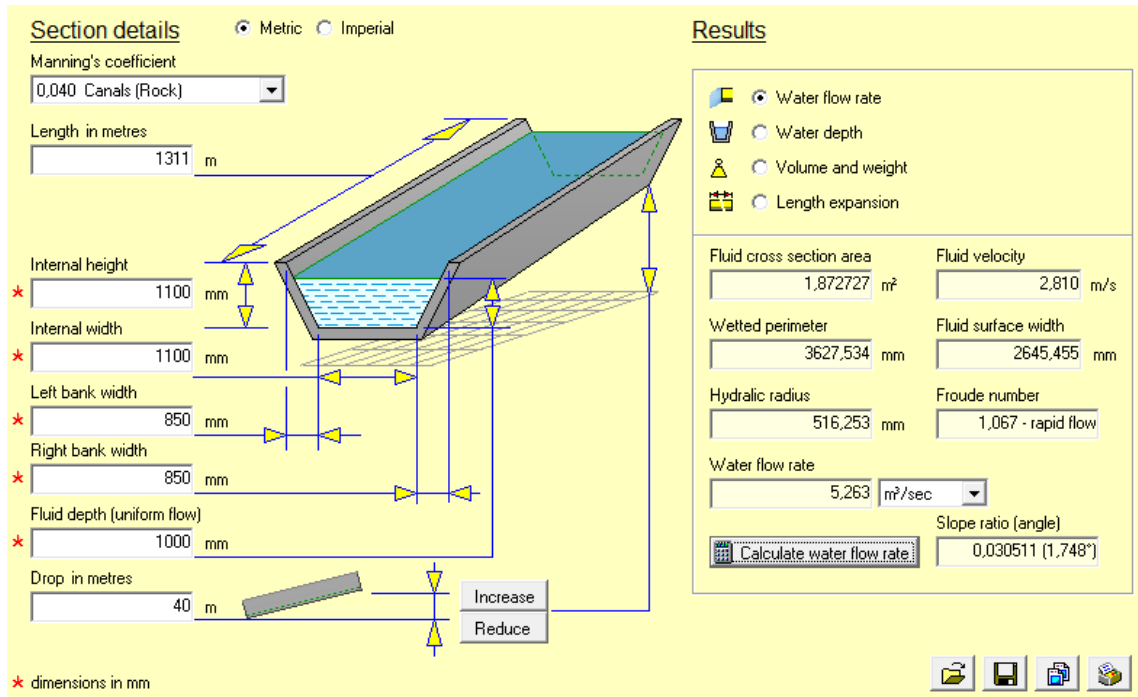 Section details
Metric
Imperial
Manning's coefficient
0,040 Canals (Rock)
Length in metres
1311 m
Internal height
* 1100 mm
Internal width
* 1100 mm
Left bank width
* 850 mm
Right bank width
* 850 mm
Fluid depth (uniform flow)
* 1000 mm
Drop in metres
40 m
Increase
Reduce
* dimensions in mm
Results
Water flow rate
Water depth
Volume and weight
Length expansion
Fluid cross section area
1,872727 m²
Fluid velocity
2,810 m/s
Wetted perimeter
3627,534 mm
Fluid surface width
2645,455 mm
Hydralic radius
516,253 mm
Froude number
1,067 - rapid flow
Water flow rate
5,263 m³/sec
Calculate water flow rate
Slope ratio (angle)
0,030511 (1,748°)